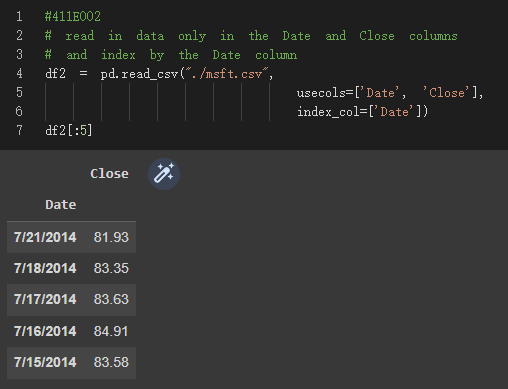 1 #411E002
2 # read in data only in the Date and Close columns
3 # and index by the Date column
4 df2 = pd.read_csv("./msft.csv",
5 usecols=['Date', 'Close'],
6 index_col=['Date'])
7 df2[:5]
Close
Date
7/21/2014 81.93
7/18/2014 83.35
7/17/2014 83.63
7/16/2014 84.91
7/15/2014 83.58